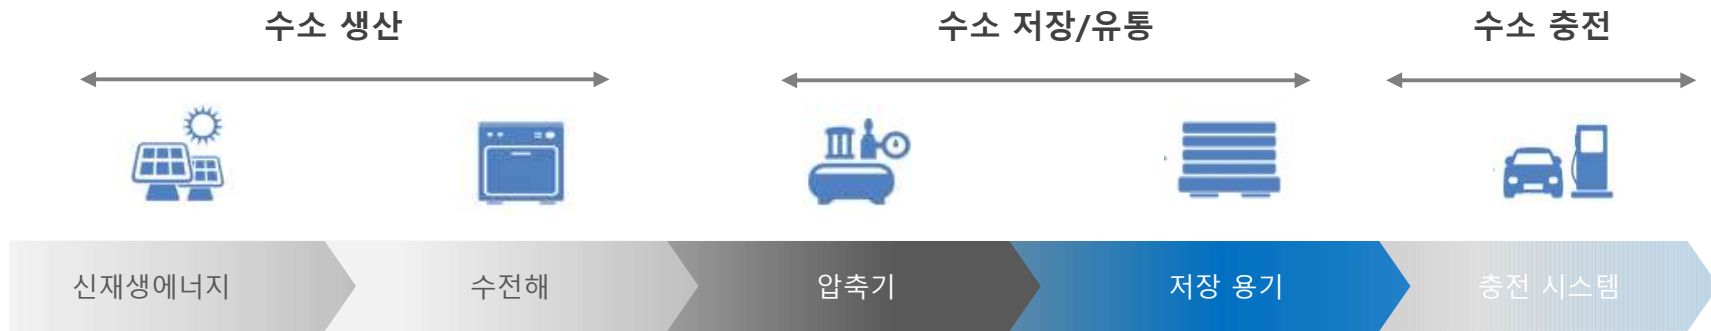 수소 생산
수소 저장/유통
수소 충전
신재생에너지
수전해
압축기
저장 용기
충전 시스템